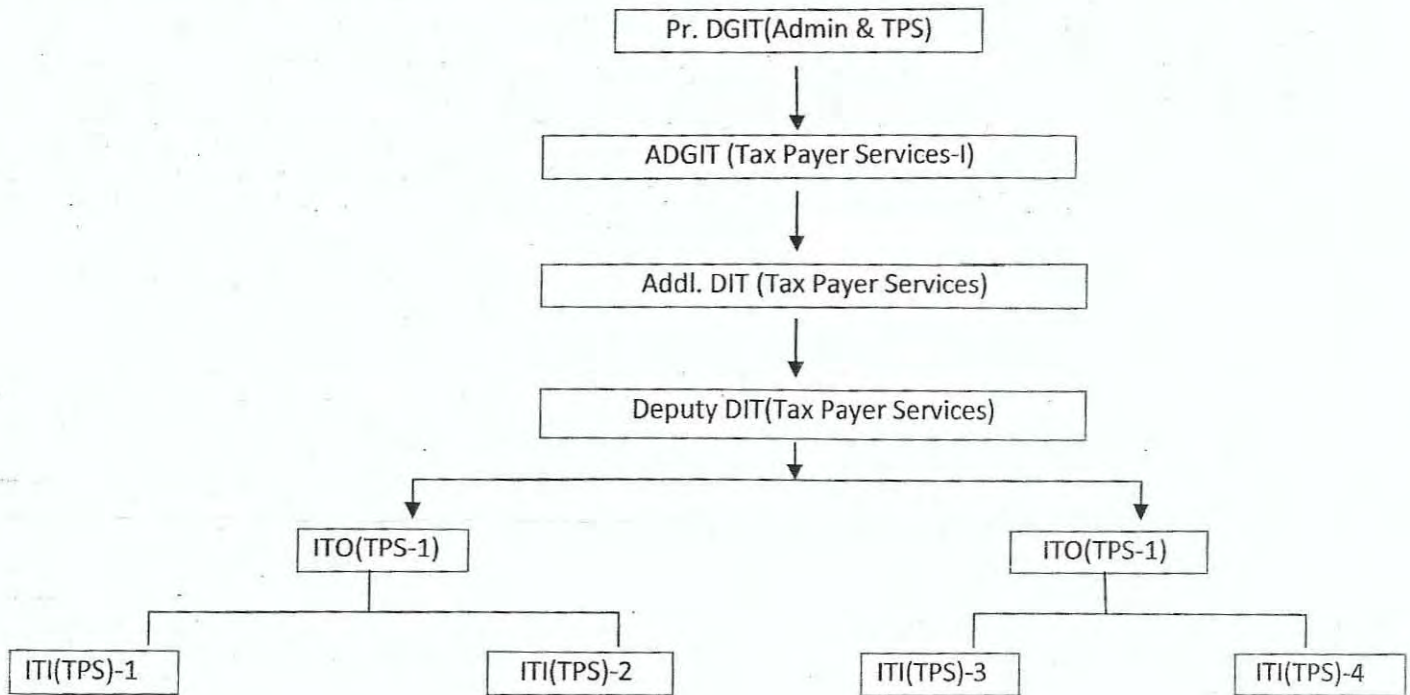 Pr. DGIT(Admin & TPS)
ADGIT (Tax Payer Services-I)
Addl. DIT (Tax Payer Services)
Deputy DIT(Tax Payer Services)
ITO(TPS-1)
ITO(TPS-1)
ITI(TPS)-1
ITI(TPS)-2
ITI(TPS)-3
ITI(TPS)-4